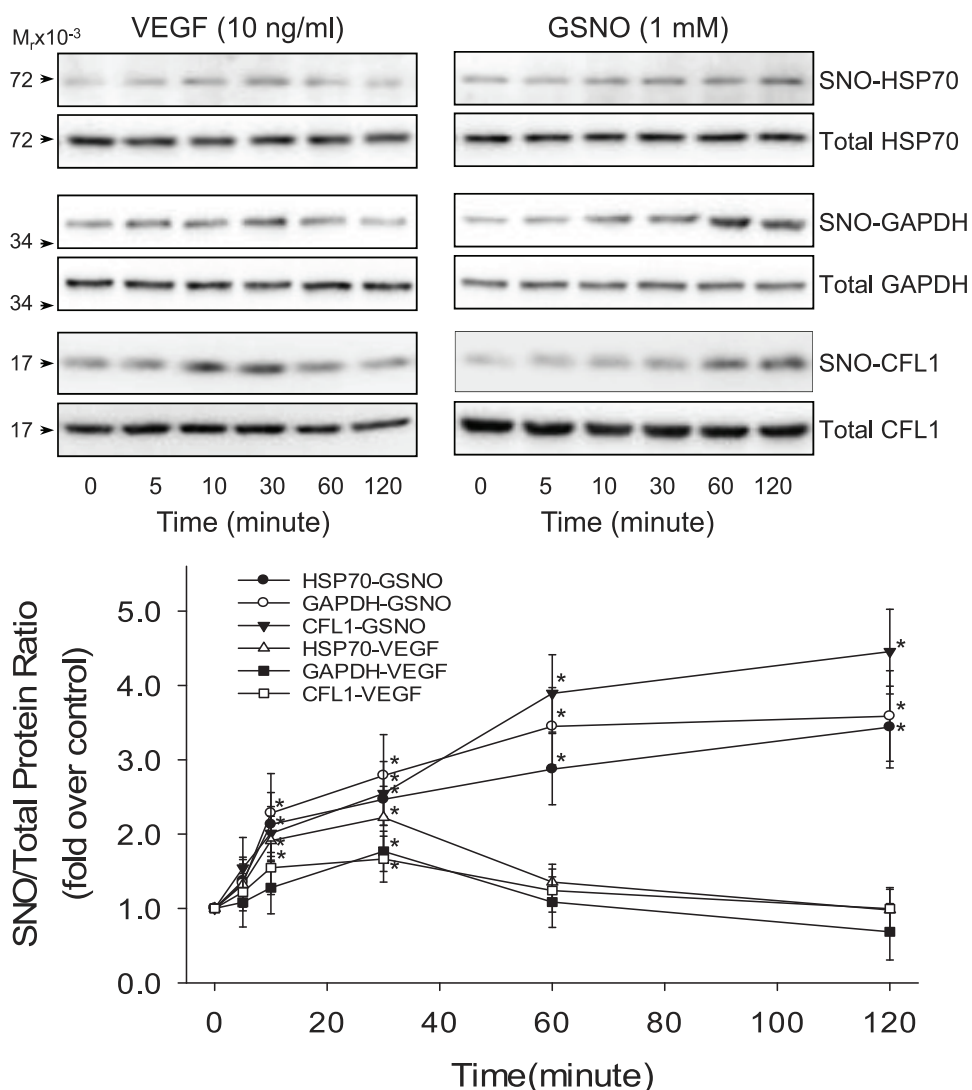 VEGF (10 ng/ml) GSNO (1 mM)
Mrx10-3
72 SNO-HSP70
72 Total HSP70
SNO-GAPDH
34
Total GAPDH
34
17 SNO-CFL1
17 Total CFL1
0 5 10 30 60 120 0 5 10 30 60 120
Time (minute) Time (minute)
HSP70-GSNO
GAPDH-GSNO
CFL1-GSNO
HSP70-VEGF
GAPDH-VEGF
CFL1-VEGF
SNO/Total Protein Ratio
(fold over control)
5.0
4.0
3.0
2.0
1.0
0.0
* * * * * * * * * * * * * * * *
0 20 40 60 80 100 120
Time(minute)